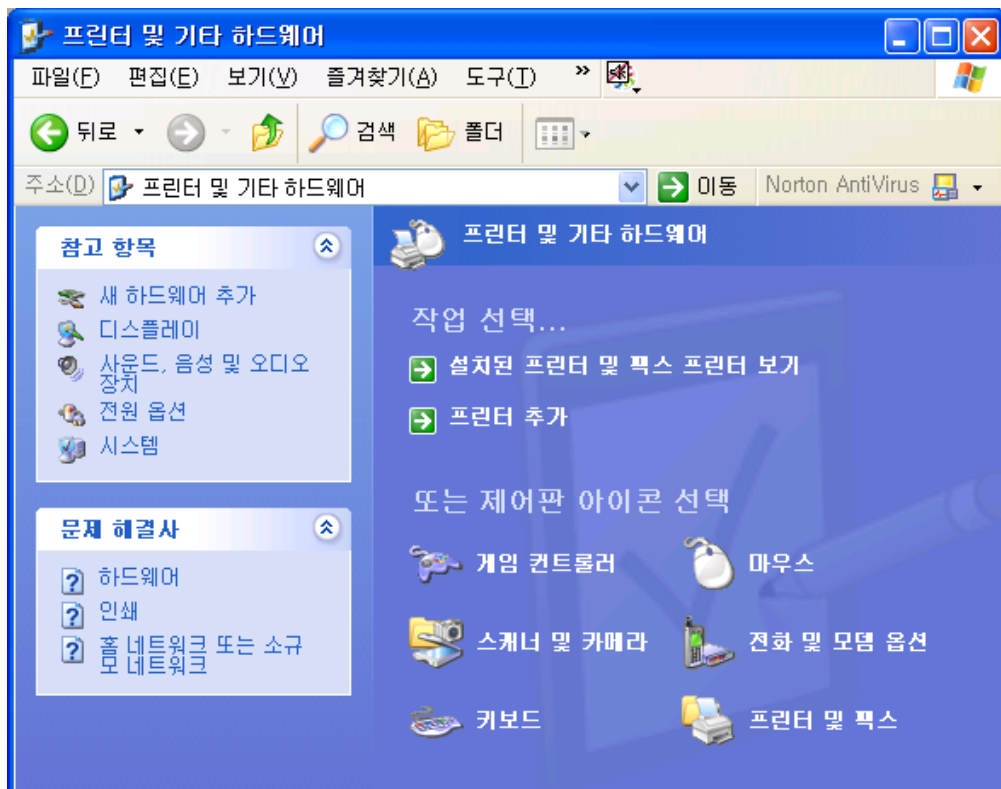 프린터 및 기타 하드웨어
파일(F) 편집(E) 보기(V) 즐겨찾기(A) 도구(T) »
뒤로 검색 폴더
주소(D) 프린터 및 기타 하드웨어 이동 Norton AntiVirus
참고 항목
새 하드웨어 추가
디스플레이
사운드, 음성 및 오디오
장치
전원 옵션
시스템
문제 해결사
하드웨어
인쇄
홈 네트워크 또는 소규
모 네트워크
프린터 및 기타 하드웨어
작업 선택...
설치된 프린터 및 팩스 프린터 보기
프린터 추가
또는 제어판 아이콘 선택
게임 컨트롤러
마우스
스캐너 및 카메라
전화 및 모뎀 옵션
키보드
프린터 및 팩스